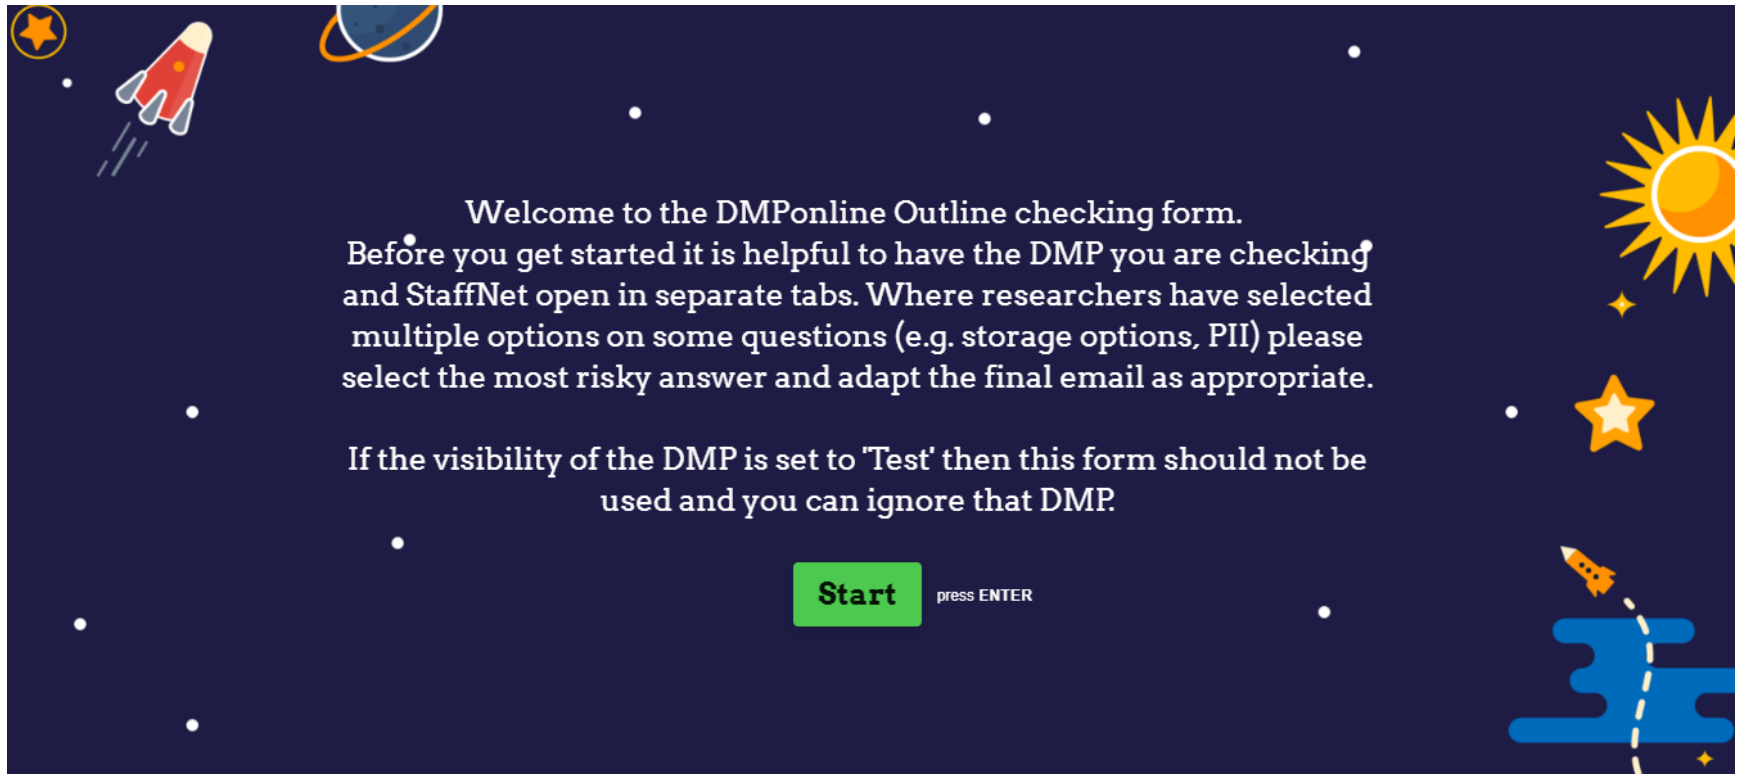 Welcome to the DMPonline Outline checking form.
Before you get started it is helpful to have the DMP you are checking
and StaffNet open in separate tabs. Where researchers have selected
multiple options on some questions (e.g. storage options, PII) please
select the most risky answer and adapt the final email as appropriate.
If the visibility of the DMP is set to 'Test' then this form should not be
used and you can ignore that DMP.
Start press ENTER